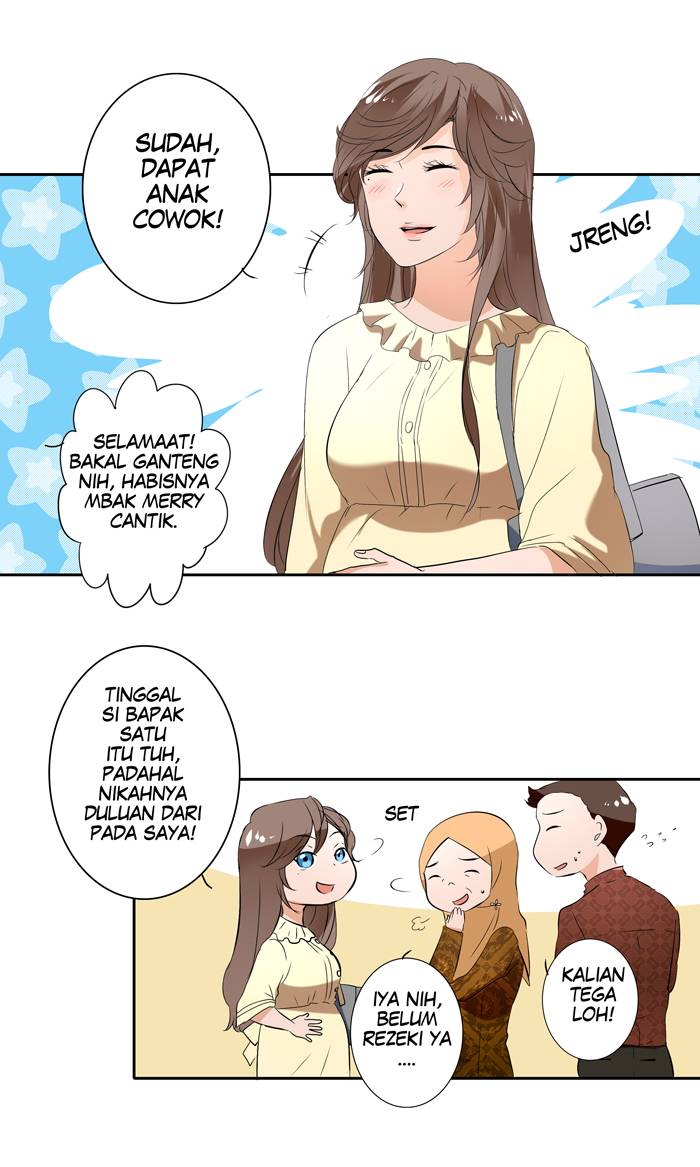 SUDAH,
DAPAT
ANAK
COWOK!
JRENG!
SELAMAAT!
BAKAL GANTENG
NIH, HABISNYA
MBAK MERRY
CANTIK.
TINGGAL
SI BAPAK
SATU
ITU TUH,
PADAHAL
NIKAHNYA
DULUAN DARI
PADA SAYA!
SET
IYA NIH,
BELUM
REZEKI YA
....
KALIAN
TEGA
LOH!